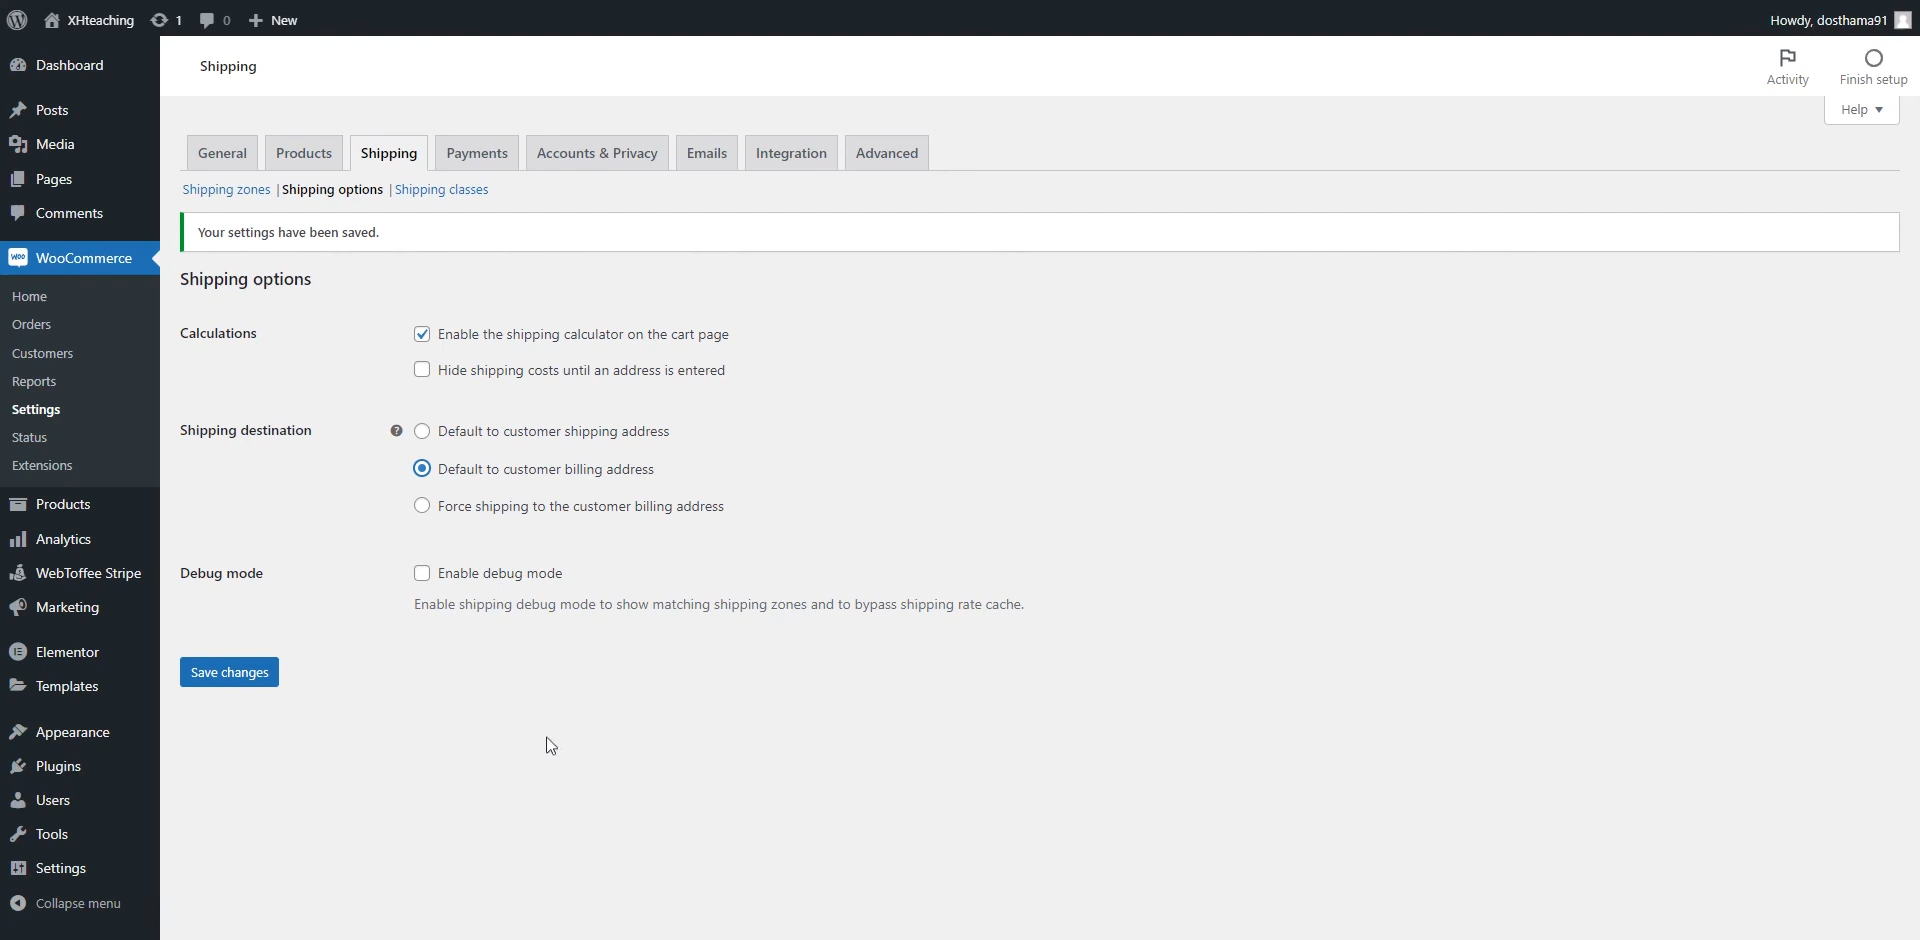 XHteaching 1 0 New
Howdy, dosthama91
Dashboard
Posts
Media
Pages
Comments
WooCommerce
Home
Orders
Customers
Reports
Settings
Status
Extensions
Products
Analytics
WebToffee Stripe
Marketing
Elementor
Templates
Appearance
Plugins
Users
Tools
Settings
Collapse menu
Shipping
Activity
Finish setup
Help
General Products Shipping Payments Accounts & Privacy Emails Integration Advanced
Shipping zones | Shipping options | Shipping classes
Your settings have been saved.
Shipping options
Calculations
Enable the shipping calculator on the cart page
Hide shipping costs until an address is entered
Shipping destination
? Default to customer shipping address
Default to customer billing address
Force shipping to the customer billing address
Debug mode
Enable debug mode
Enable shipping debug mode to show matching shipping zones and to bypass shipping rate cache.
Save changes